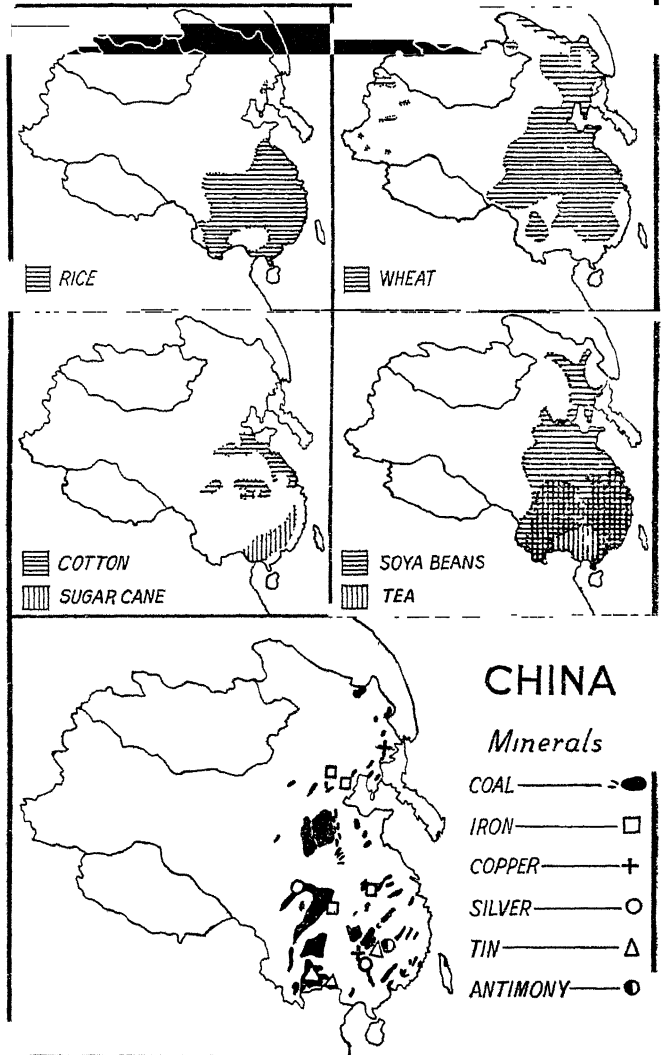 RICE
WHEAT
COTTON
SUGAR CANE
SOYA BEANS
TEA
CHINA
Minerals
COAL
IRON
COPPER
SILVER
TIN
ANTIMONY